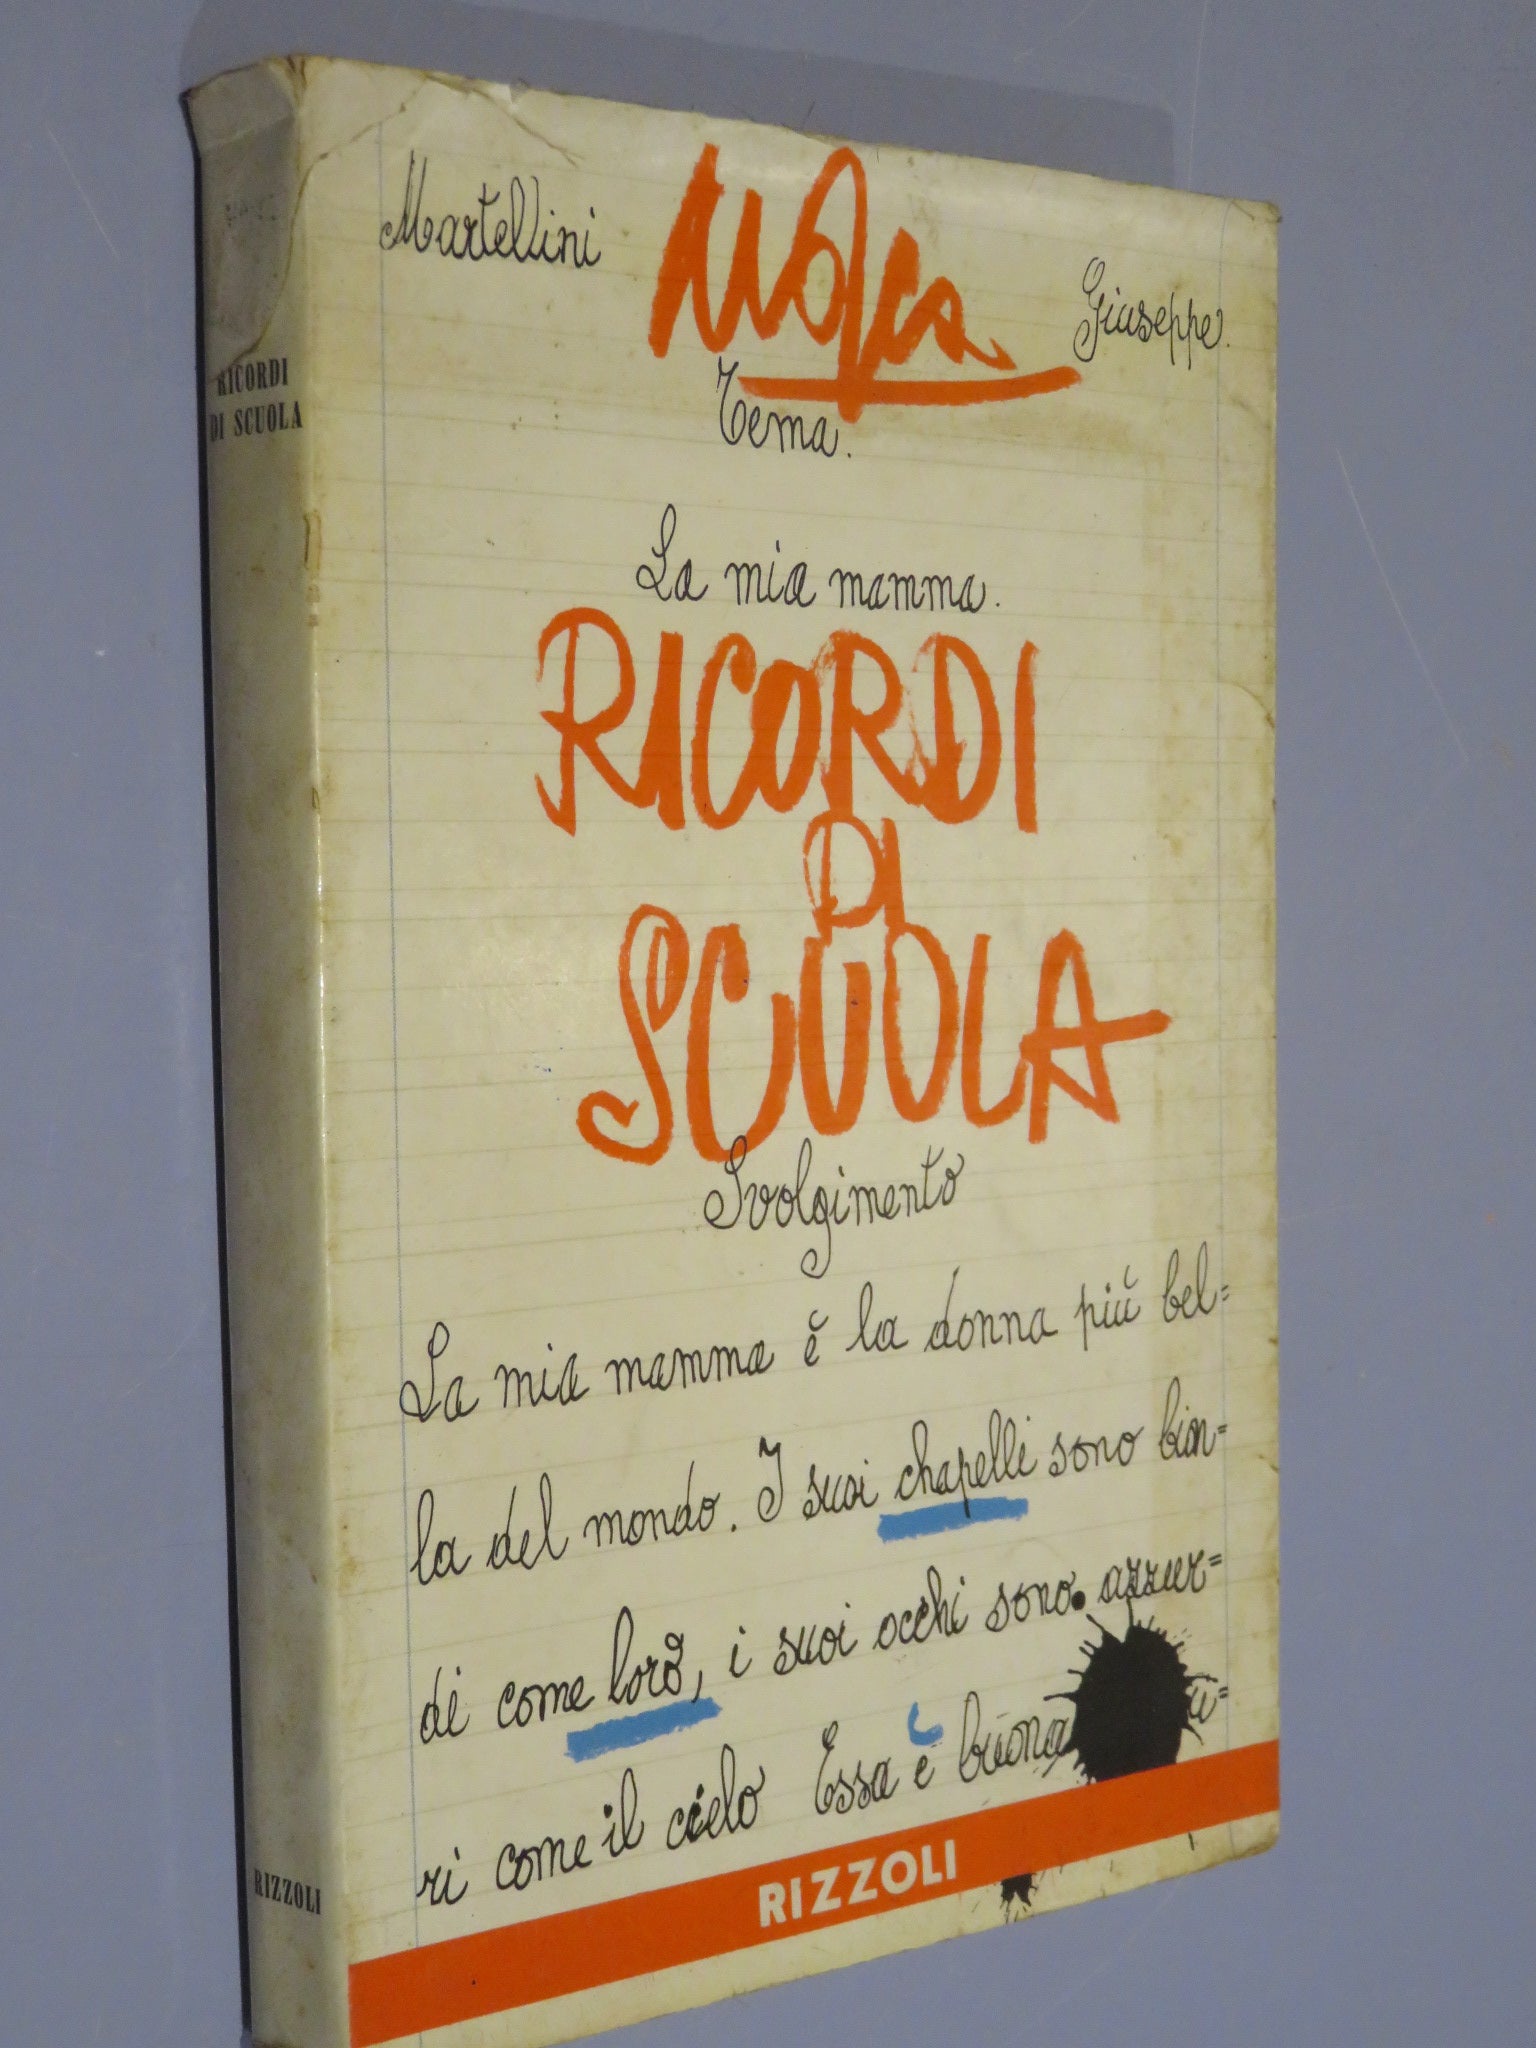 RICORDI
DI SCUOLA
RIZZOLI
Martellini
Mosca
Giuseppe.
Tema.
La mia mamma.
RICORDI
DI
SCUOLA
Svolgimento
La mia mamma è la donna più bel=
la del mondo. I suoi chapelli sono bion=
di come lorò, i suoi occhi sono azzur=
ri come il cielo Essa è buona
RIZZOLI